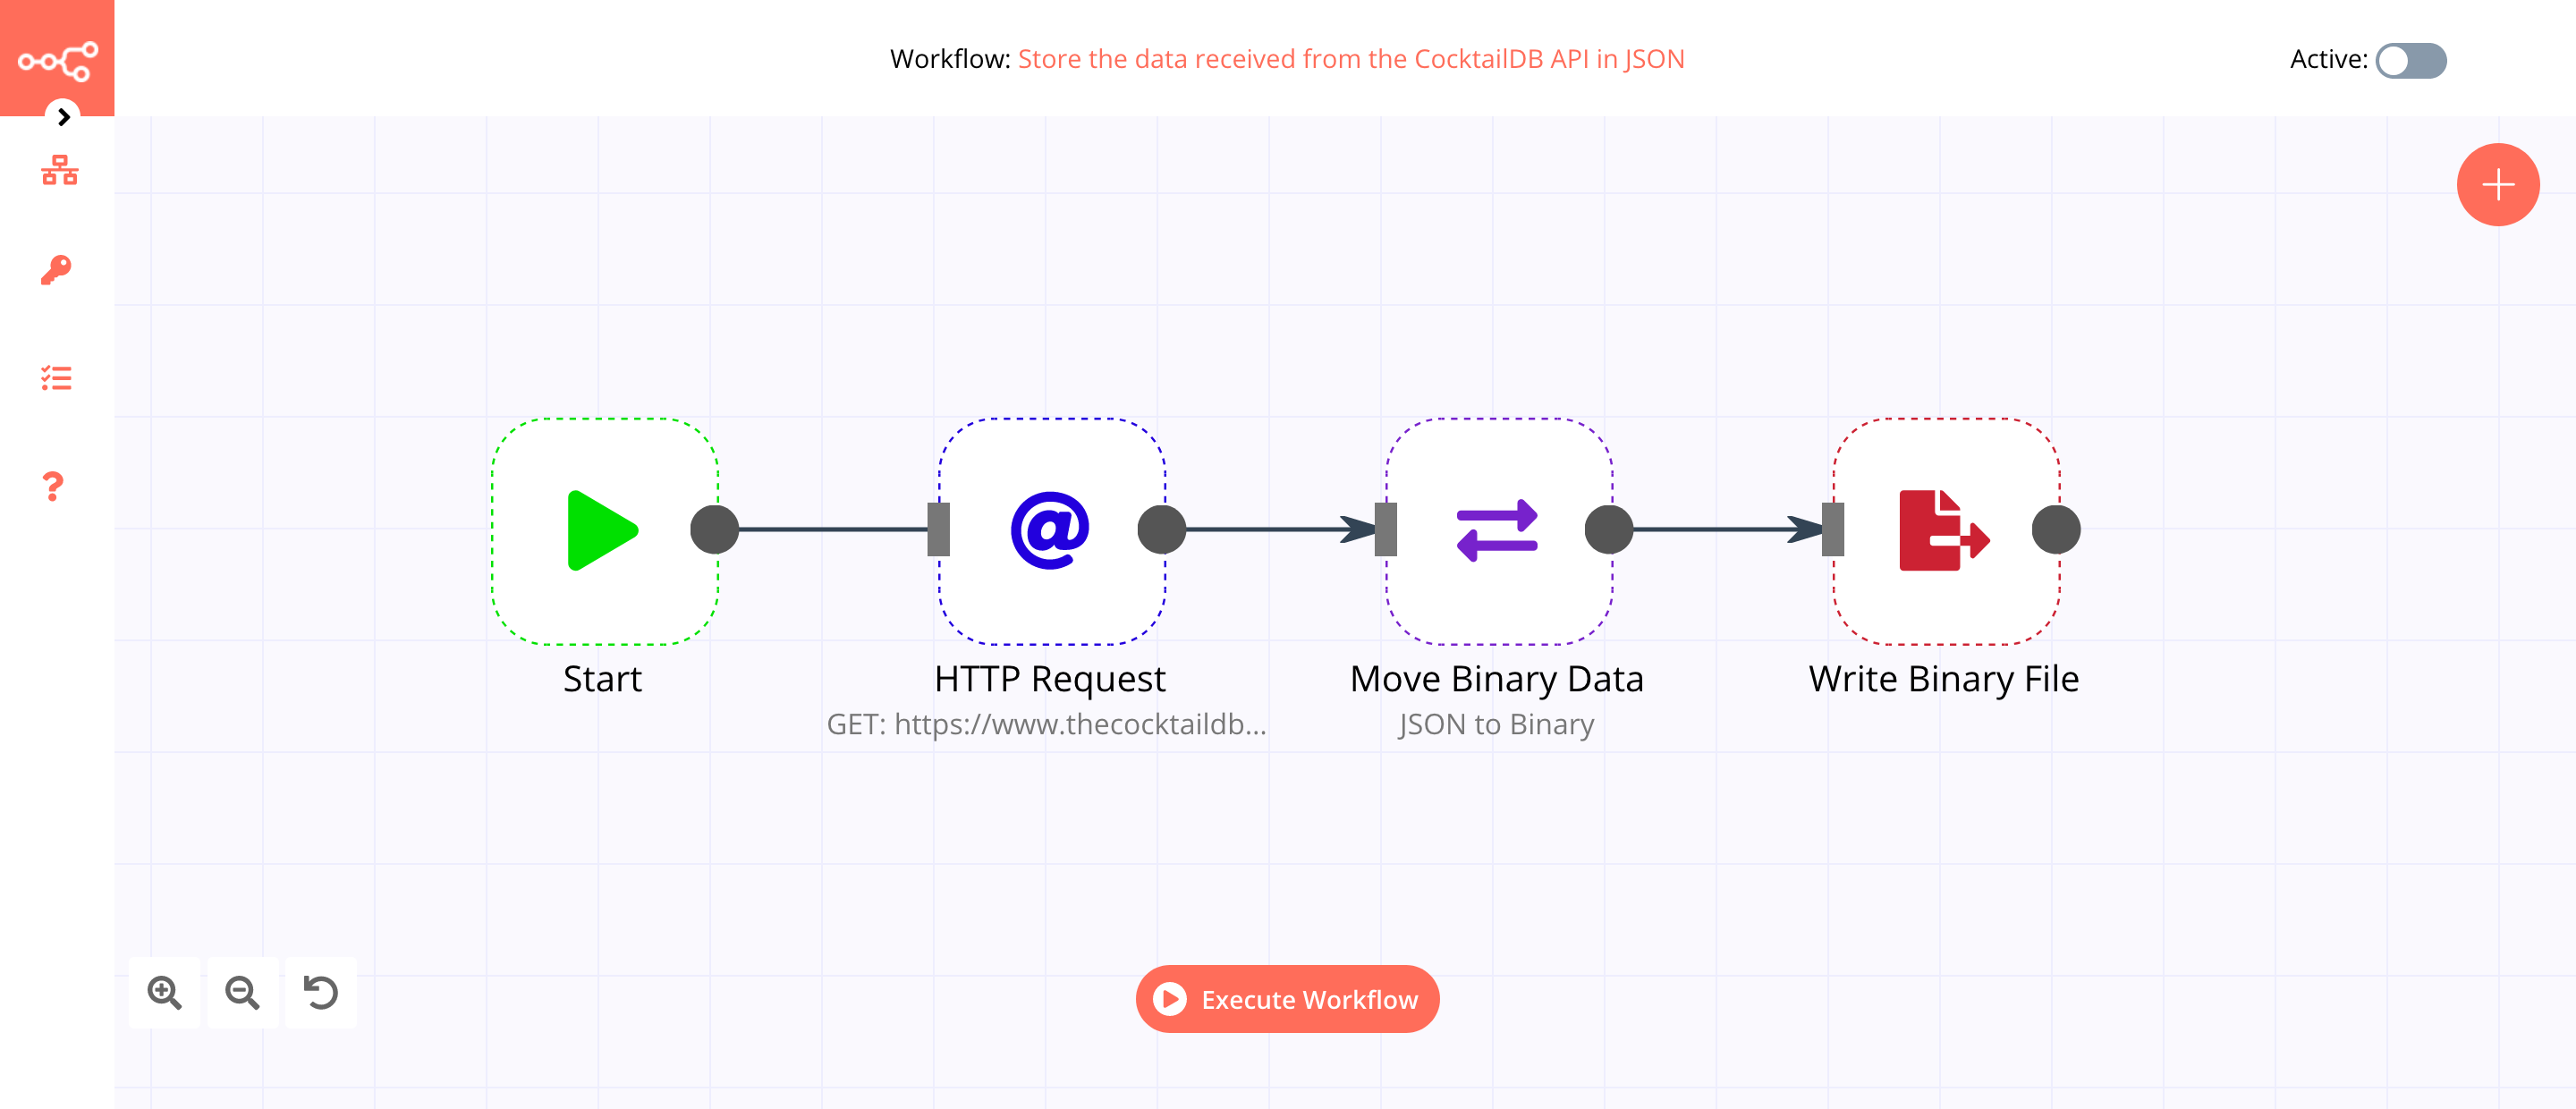 Workflow: Store the data received from the CocktailDB API in JSON
Active:
Start
HTTP Request
GET: https://www.thecocktaildb...
Move Binary Data
JSON to Binary
Write Binary File
Execute Workflow